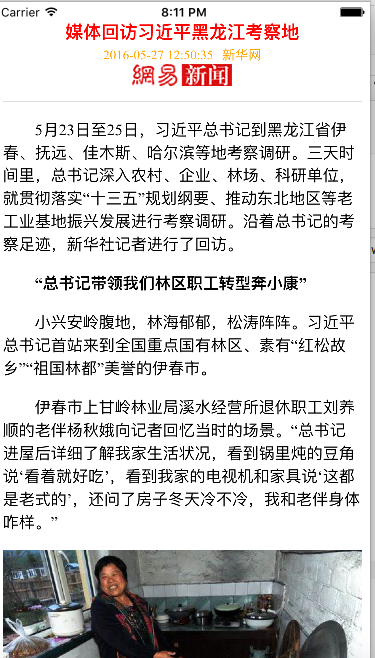 Carrier 8:11 PM
媒体回访习近平黑龙江考察地
2016-05-27 12:50:35 新华网
網易 新闻
5月23日至25日，习近平总书记到黑龙江省伊
春、抚远、佳木斯、哈尔滨等地考察调研。三天时
间里，总书记深入农村、企业、林场、科研单位，
就贯彻落实“十三五”规划纲要、推动东北地区等老
工业基地振兴发展进行考察调研。沿着总书记的考
察足迹，新华社记者进行了回访。
“总书记带领我们林区职工转型奔小康”
小兴安岭腹地，林海郁郁，松涛阵阵。习近平
总书记首站来到全国重点国有林区、素有“红松故
乡”“祖国林都”美誉的伊春市。
伊春市上甘岭林业局溪水经营所退休职工刘养
顺的老伴杨秋娥向记者回忆当时的场景。“总书记
进屋后详细了解我家生活状况，看到锅里炖的豆角
说‘看着就好吃’，看到我家的电视机和家具说‘这都
是老式的’，还问了房子冬天冷不冷，我和老伴身体
咋样。”